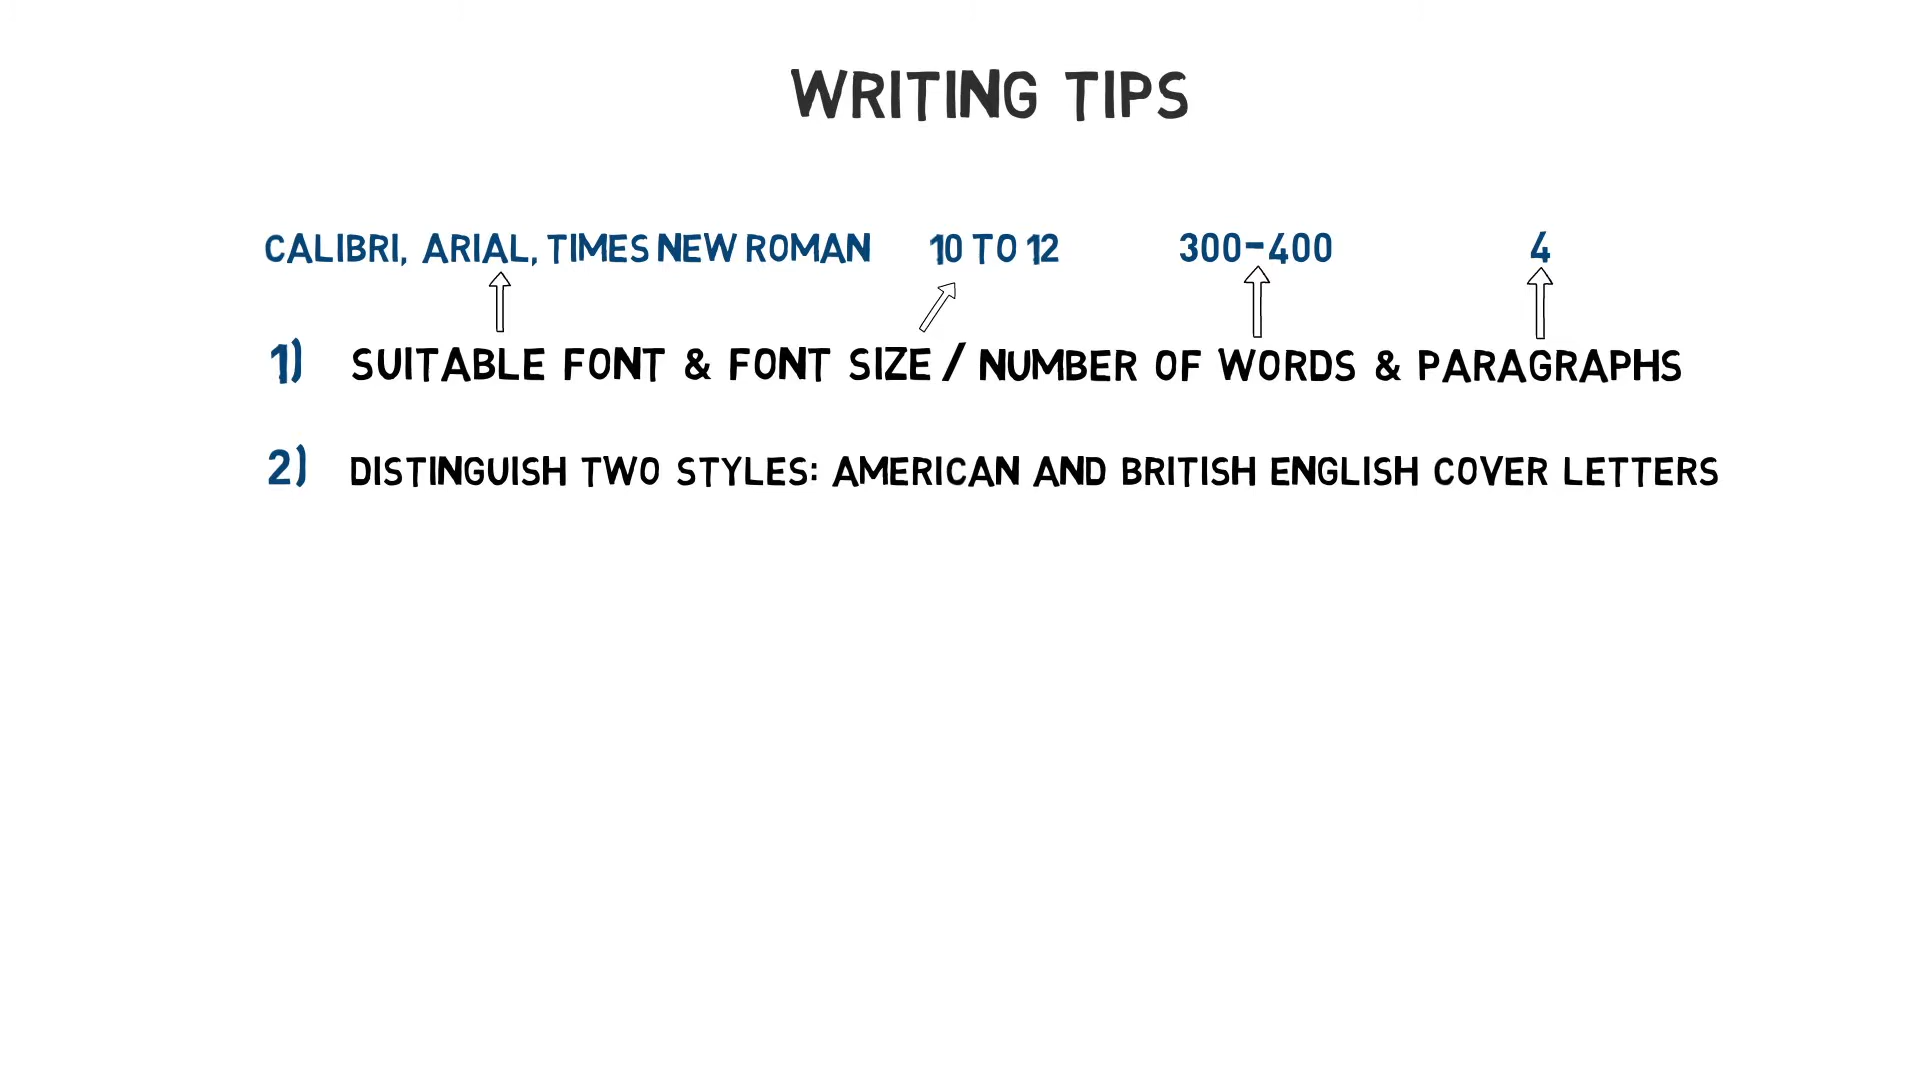 WRITING TIPS
CALIBRI, ARIAL, TIMES NEW ROMAN 10 TO 12 300-400 4
1) SUITABLE FONT & FONT SIZE / NUMBER OF WORDS & PARAGRAPHS
2) DISTINGUISH TWO STYLES: AMERICAN AND BRITISH ENGLISH COVER LETTERS